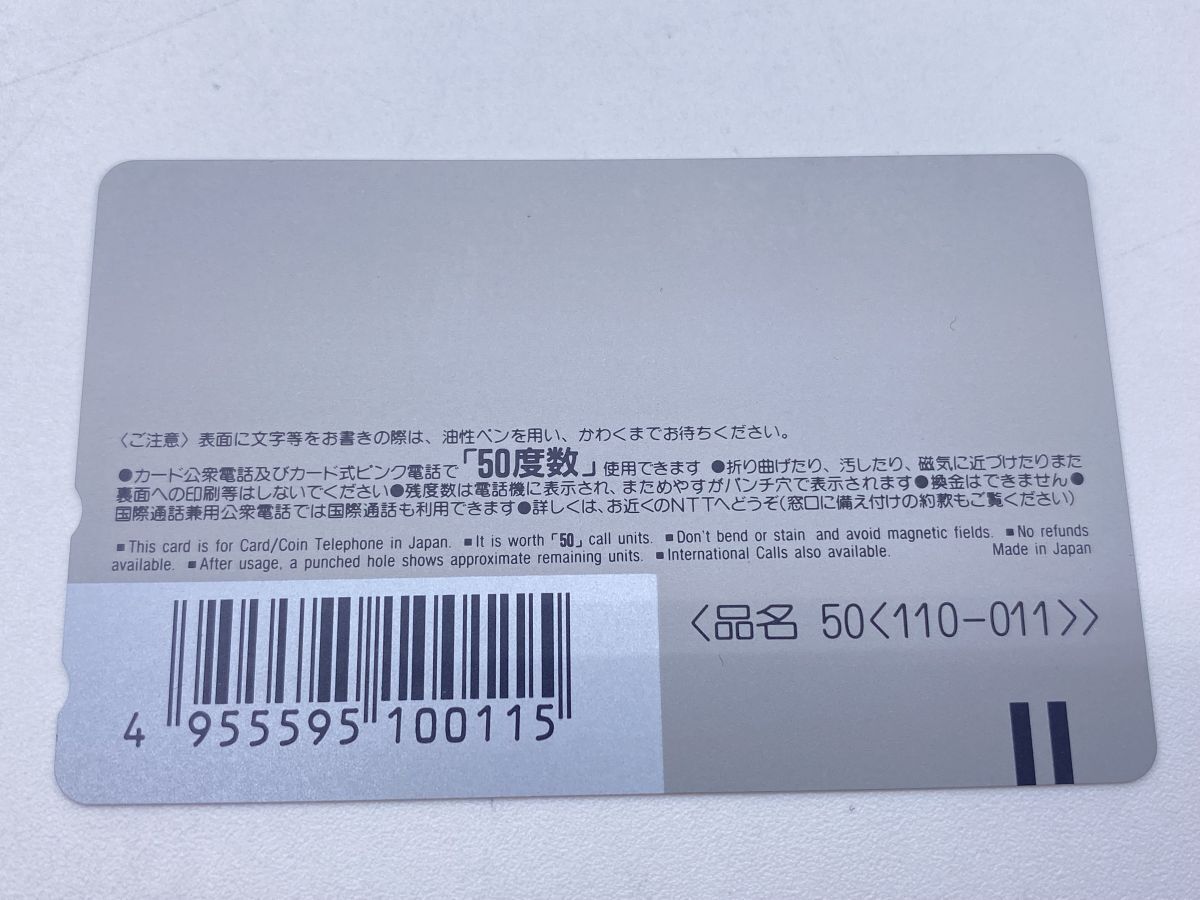 〈ご注意〉表面に文字等をお書きの際は、油性ペンを用い、かわくまでお待ちください。
●カード公衆電話及びカード式ピンク電話で「50度数」使用できます ●折り曲げたり、汚したり、磁気に近づけたりまた
裏面への印刷等はしないでください●残度数は電話機に表示され、まためやすがパンチ穴で表示されます●換金はできません●
国際通話兼用公衆電話では国際通話も利用できます●詳しくは、お近くのNTTへどうぞ(窓口に備え付けの約款もご覧ください)
■This card is for Card/Coin Telephone in Japan. ■It is worth「50」call units. ■Don't bend or stain and avoid magnetic fields. ■No refunds
available. ■After usage, a punched hole shows approximate remaining units. ■International Calls also available. Made in Japan
〈品名 50〈110-011〉〉
4 955595 100115